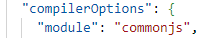 "compilerOptions": {
"module": "commonjs",